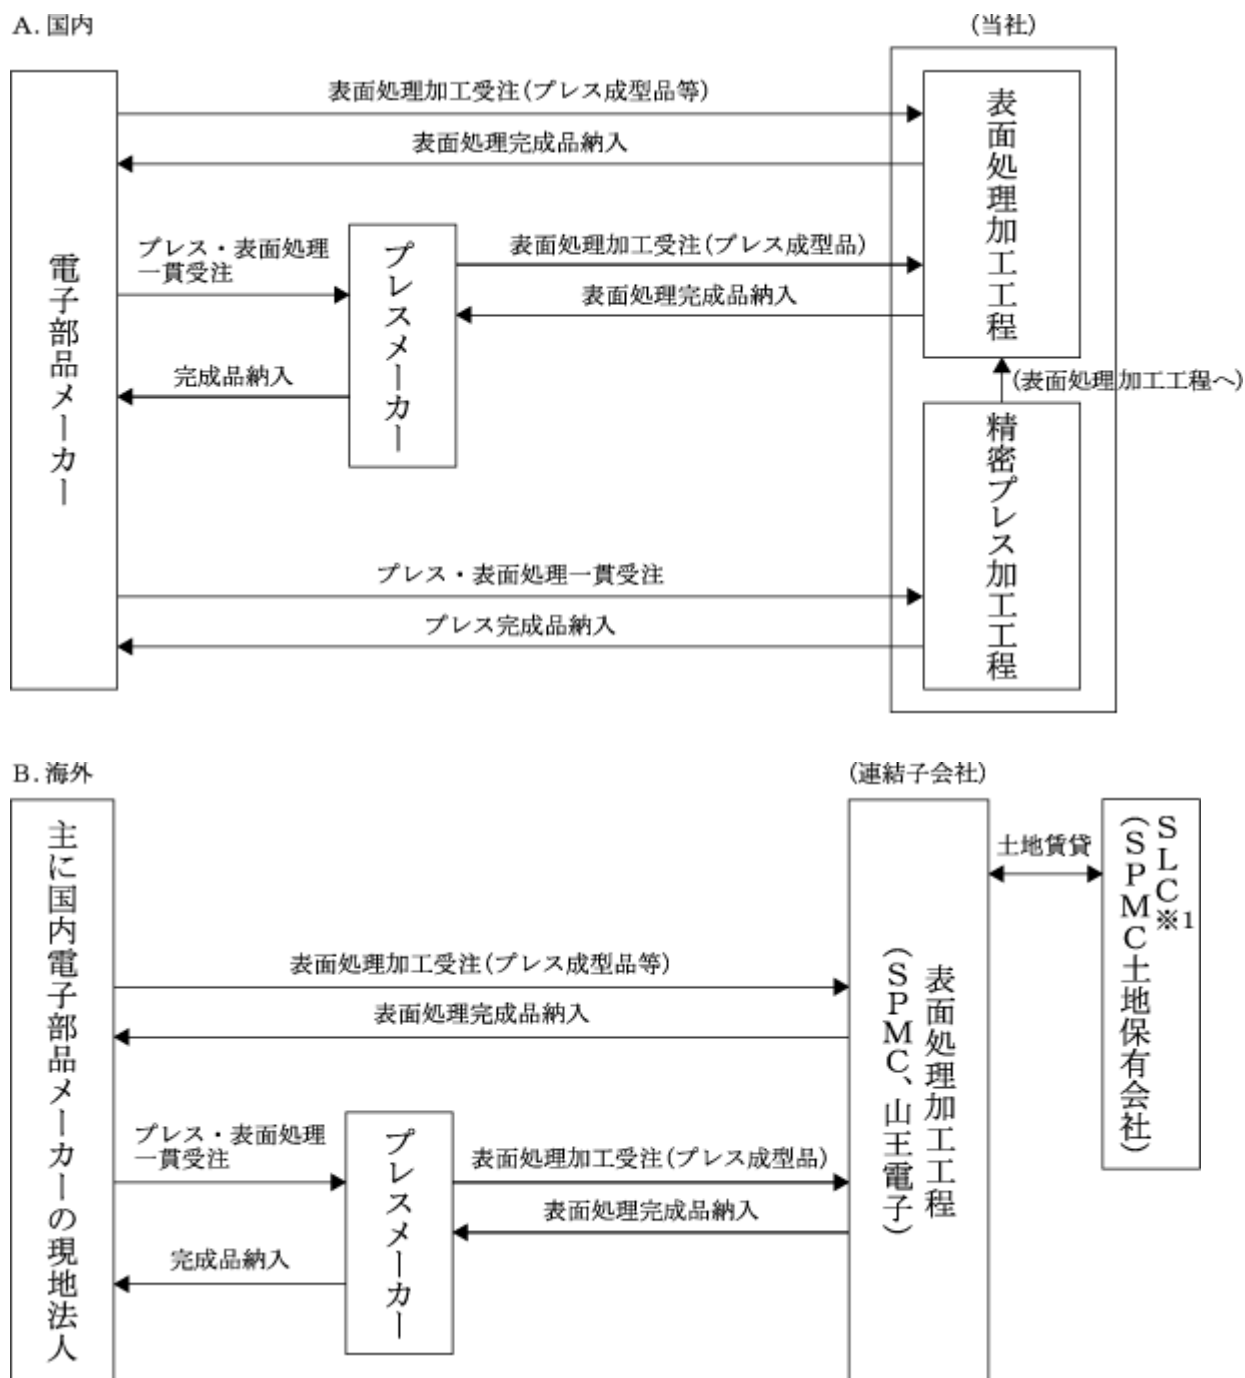 A. 国内
(当社)
電子部品メーカー
表面処理加工受注(プレス成型品等)
表面処理完成品納入
プレス・表面処理
一貫受注
完成品納入
プレスメーカー
表面処理加工受注(プレス成型品)
表面処理完成品納入
表面処理加工工程
(表面処理加工工程へ)
精密プレス加工工程
プレス・表面処理一貫受注
プレス完成品納入
B. 海外
(連結子会社)
主に国内電子部品メーカーの現地法人
表面処理加工受注(プレス成型品等)
表面処理完成品納入
プレス・表面処理
一貫受注
完成品納入
プレスメーカー
表面処理加工受注(プレス成型品)
表面処理完成品納入
表面処理加工工程
(SPMC、山王電子)
土地賃貸
SLC※1
(SPMC土地保有会社)